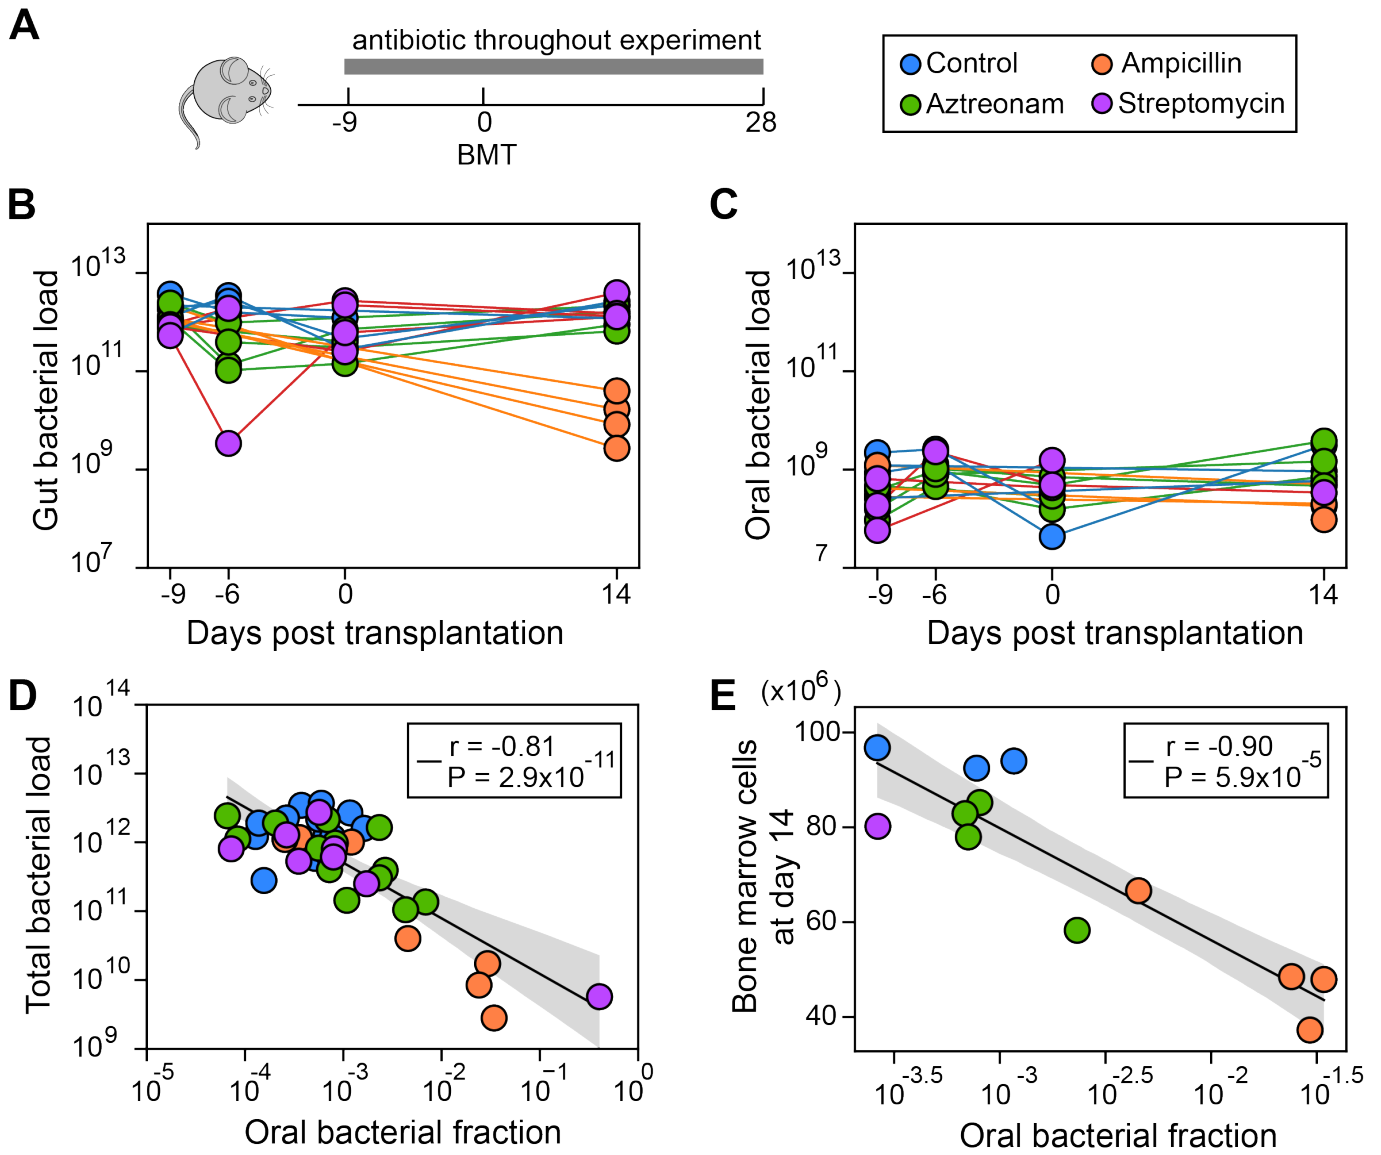 A
antibiotic throughout experiment
-9 0 28
BMT
Control Ampicillin
Aztreonam Streptomycin
B
Gut bacterial load
10^13
10^11
10^9
10^7
-9 -6 0 14
Days post transplantation
C
Oral bacterial load
10^13
10^11
10^9
7
-9 -6 0 14
Days post transplantation
D
Total bacterial load
10^14
10^13
10^12
10^11
10^10
10^9
r = -0.81
P = 2.9x10^-11
10^-5 10^-4 10^-3 10^-2 10^-1 10^0
Oral bacterial fraction
E
(x10^6)
Bone marrow cells
at day 14
100
80
60
40
r = -0.90
P = 5.9x10^-5
10^-3.5 10^-3 10^-2.5 10^-2 10^-1.5
Oral bacterial fraction